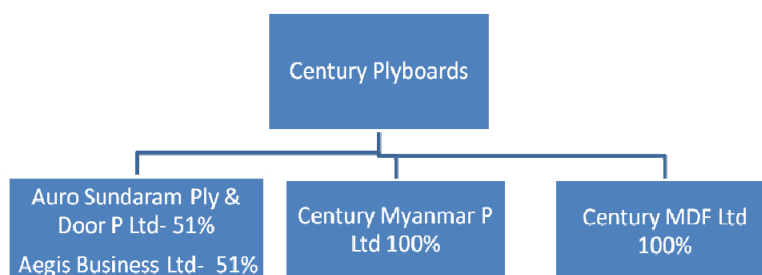 Century Plyboards
Auro Sundaram Ply &
Door P Ltd- 51%
Aegis Business Ltd- 51%
Century Myanmar P
Ltd 100%
Century MDF Ltd
100%